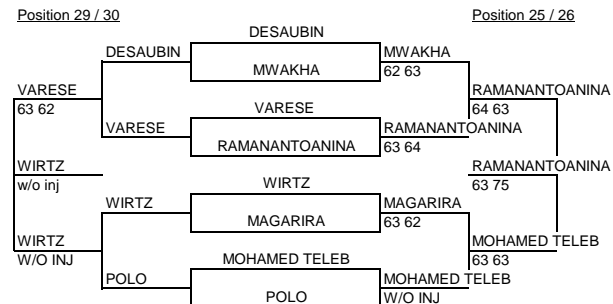 Position 29 / 30
Position 25 / 26
DESAUBIN
DESAUBIN
MWAKHA
MWAKHA
62 63
VARESE
63 62
RAMANANTOANINA
64 63
VARESE
VARESE
RAMANANTOANINA
RAMANANTOANINA
63 64
WIRTZ
w/o inj
RAMANANTOANINA
63 75
WIRTZ
WIRTZ
MAGARIRA
MAGARIRA
63 62
WIRTZ
W/O INJ
MOHAMED TELEB
63 63
MOHAMED TELEB
POLO
MOHAMED TELEB
POLO
W/O INJ